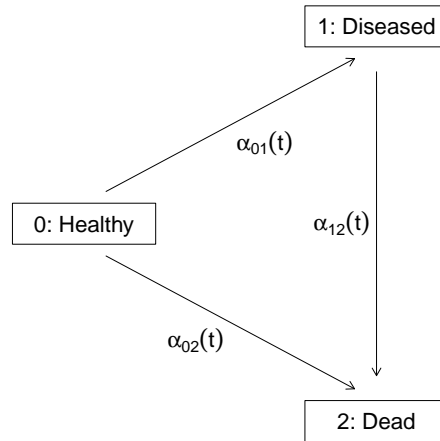 1: Diseased
α01(t)
0: Healthy
α12(t)
α02(t)
2: Dead